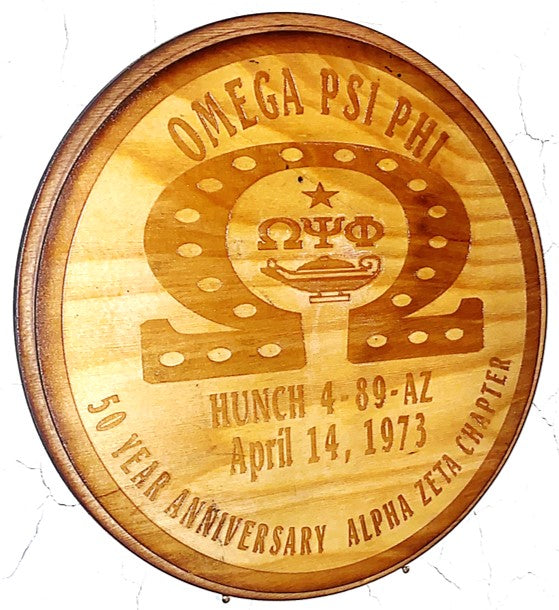 OMEGA PSI PHI
ΩΨΦ
Ω
HUNCH 4-89-AZ
April 14, 1973
50 YEAR ANNIVERSARY ALPHA ZETA CHAPTER